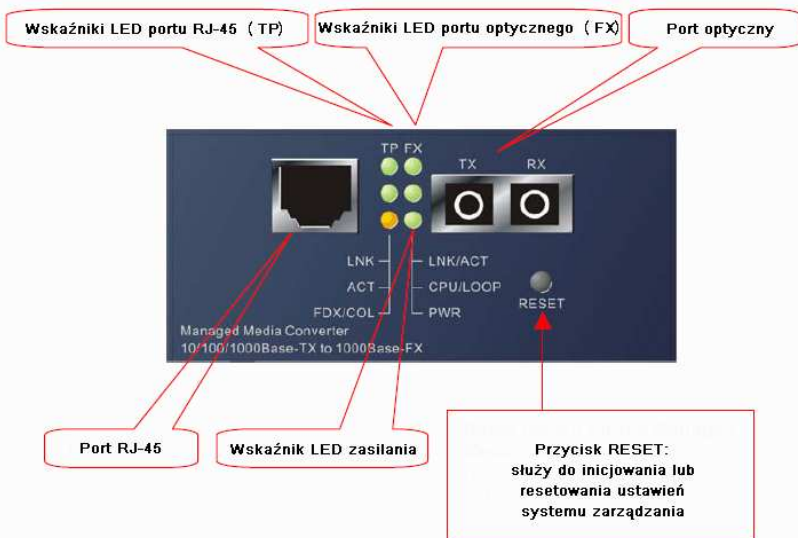 Wskaźniki LED portu RJ-45 (TP)
Wskaźniki LED portu optycznego (FX)
Port optyczny
TP FX
TX RX
LNK
ACT
FDX/COL
LNK/ACT
CPU/LOOP
PWR
RESET
Managed Media Converter
10/100/1000Base-TX to 1000Base-FX
Port RJ-45
Wskaźnik LED zasilania
Przycisk RESET:
służy do inicjowania lub
resetowania ustawień
systemu zarządzania